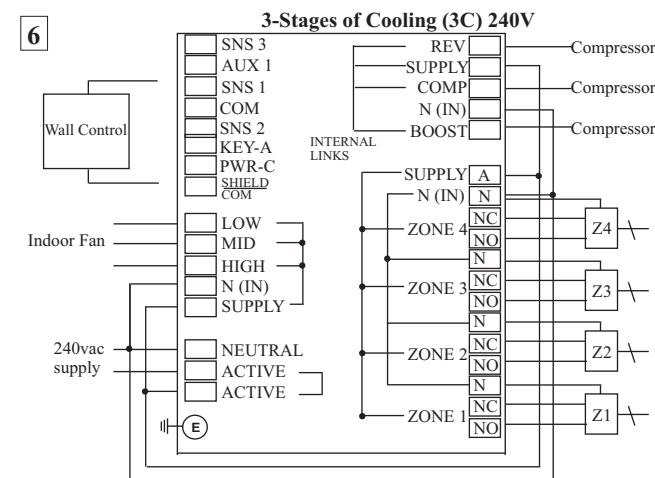 3-Stages of Cooling (3C) 240V
6
SNS 3
AUX 1
SNS 1
COM
SNS 2
KEY-A
PWR-C
SHIELD
COM
Wall Control
LOW
MID
HIGH
N (IN)
SUPPLY
Indoor Fan
240vac
supply
NEUTRAL
ACTIVE
ACTIVE
E
INTERNAL
LINKS
REV
SUPPLY
COMP
N (IN)
BOOST
Compressor
Compressor
Compressor
SUPPLY A
N (IN) N
ZONE 4 NC
NO
Z4
N
ZONE 3 NC
NO
Z3
N
ZONE 2 NC
NO
Z2
N
ZONE 1 NC
NO
Z1